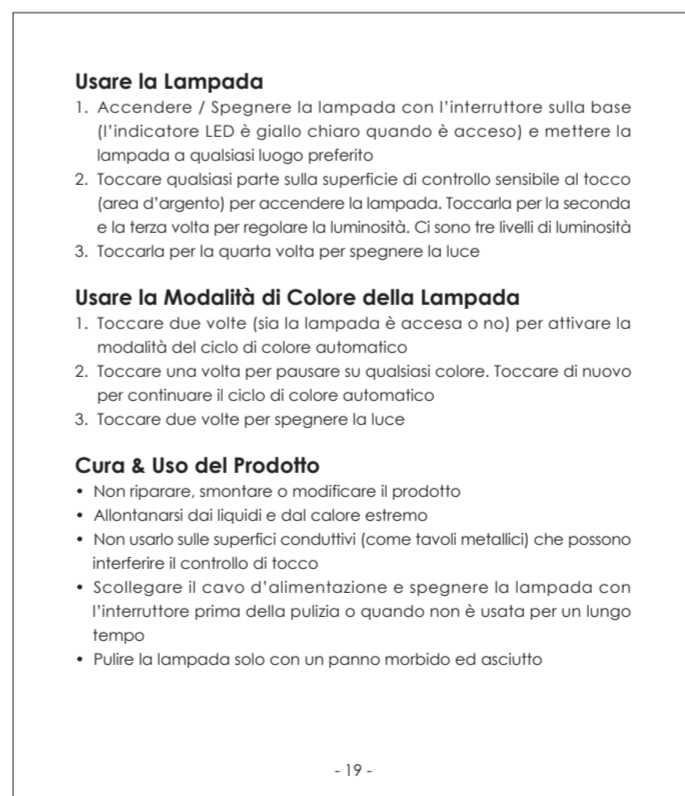 Usare la Lampada
1. Accendere / Spegnere la lampada con l’interruttore sulla base
(l’indicatore LED è giallo chiaro quando è acceso) e mettere la
lampada a qualsiasi luogo preferito
2. Toccare qualsiasi parte sulla superficie di controllo sensibile al tocco
(area d’argento) per accendere la lampada. Toccarla per la seconda
e la terza volta per regolare la luminosità. Ci sono tre livelli di luminosità
3. Toccarla per la quarta volta per spegnere la luce
Usare la Modalità di Colore della Lampada
1. Toccare due volte (sia la lampada è accesa o no) per attivare la
modalità del ciclo di colore automatico
2. Toccare una volta per pausare su qualsiasi colore. Toccare di nuovo
per continuare il ciclo di colore automatico
3. Toccare due volte per spegnere la luce
Cura & Uso del Prodotto
• Non riparare, smontare o modificare il prodotto
• Allontanarsi dai liquidi e dal calore estremo
• Non usarlo sulle superfici conduttivi (come tavoli metallici) che possono
interferire il controllo di tocco
• Scollegare il cavo d’alimentazione e spegnere la lampada con
l’interruttore prima della pulizia o quando non è usata per un lungo
tempo
• Pulire la lampada solo con un panno morbido ed asciutto
- 19 -